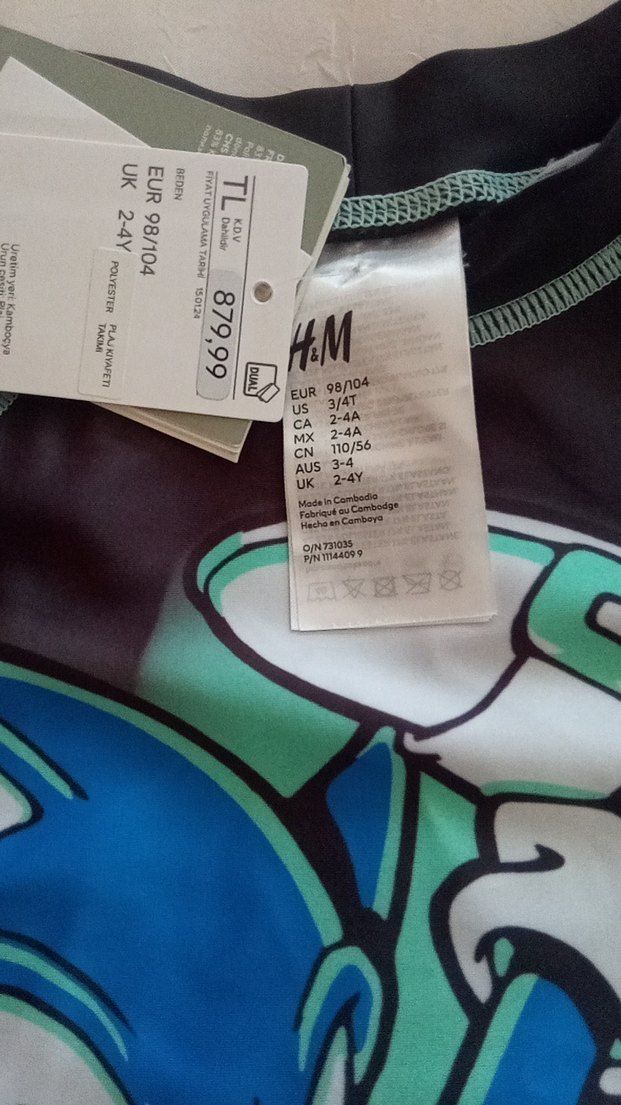 TL K.D.V Dahildir 879,99
FİYAT UYGULAMA TARİHİ 150124
BEDEN
EUR 98/104
UK 2-4Y
POLYESTER PLAJ KIYAFETİ
TAKIMI
Üretim yeri Kamboçya
DUAL
H&M
EUR 98/104
US 3/4T
CA 2-4A
MX 2-4A
CN 110/56
AUS 3-4
UK 2-4Y
Made in Cambodia
Fabriqué au Cambodge
Hecho en Camboya
O/N 731035
P/N 1114409 9